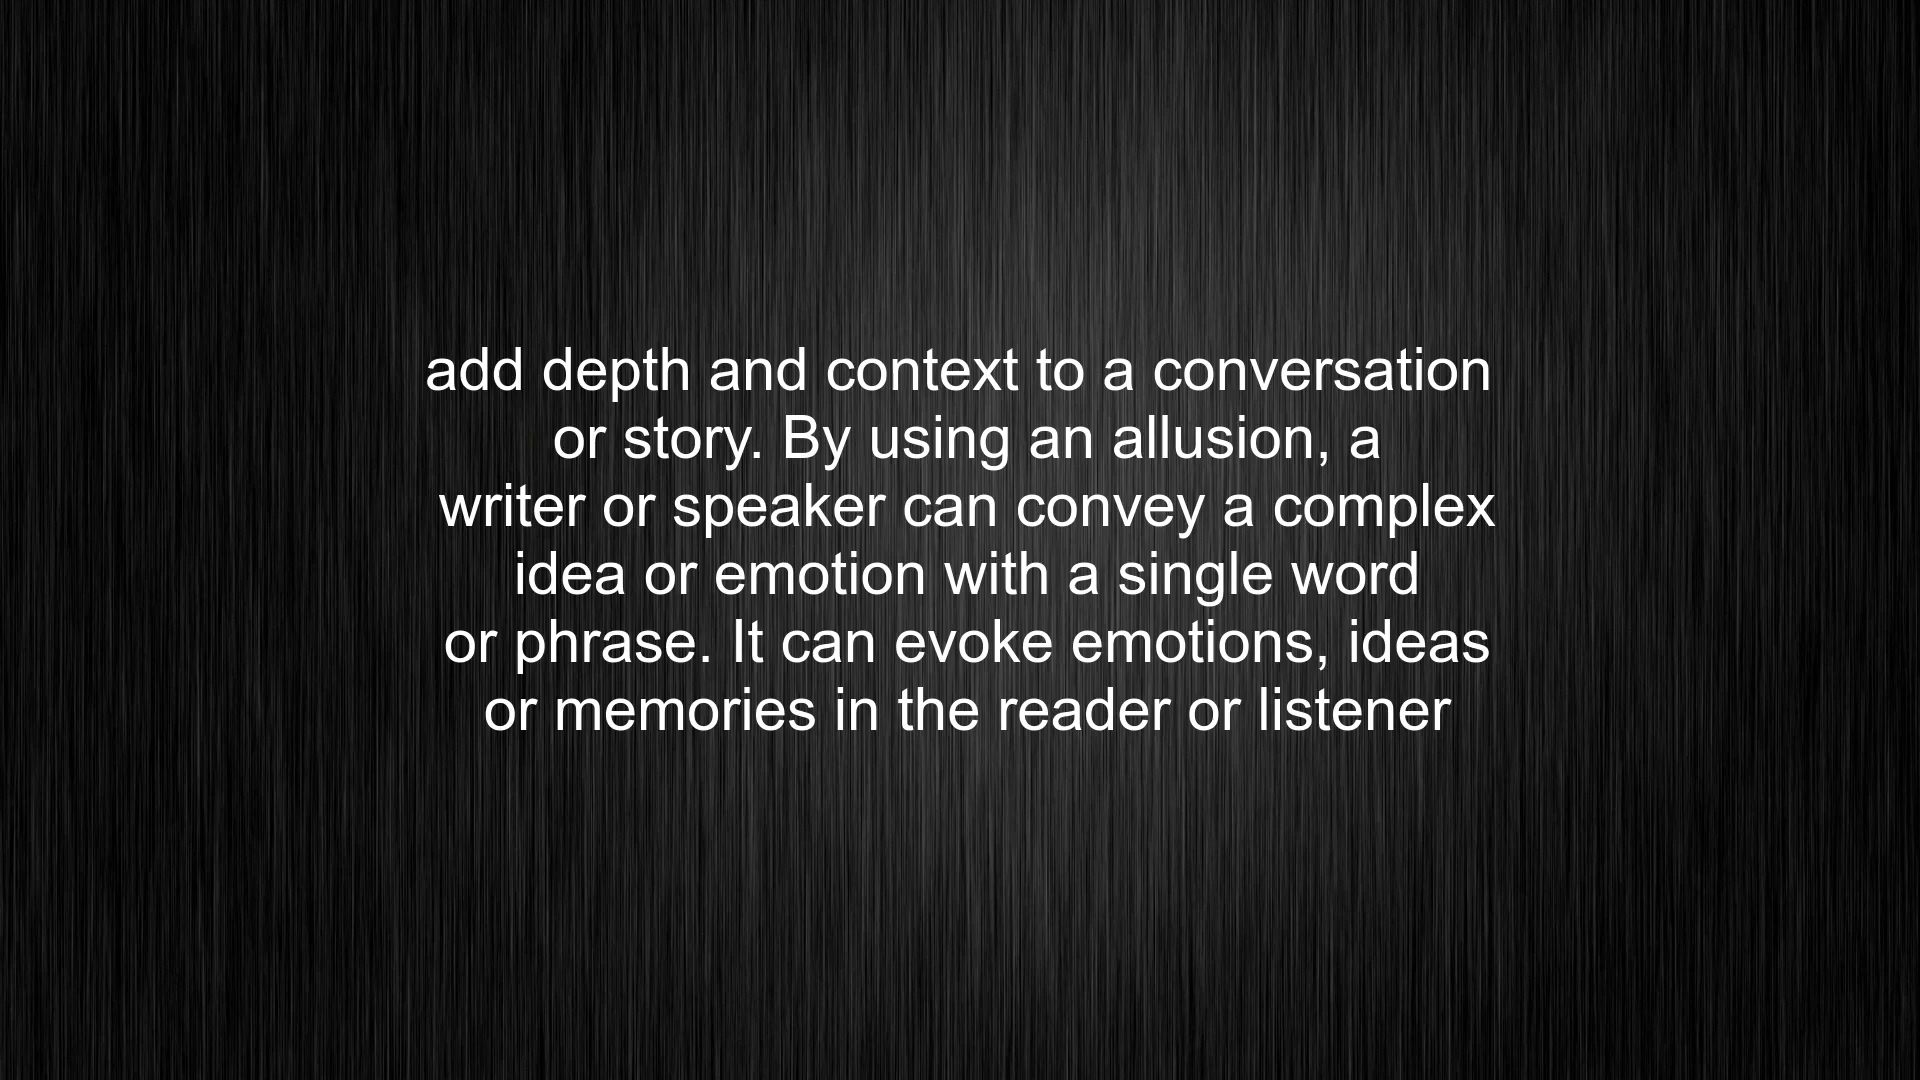 add depth and context to a conversation
or story. By using an allusion, a
writer or speaker can convey a complex
idea or emotion with a single word
or phrase. It can evoke emotions, ideas
or memories in the reader or listener